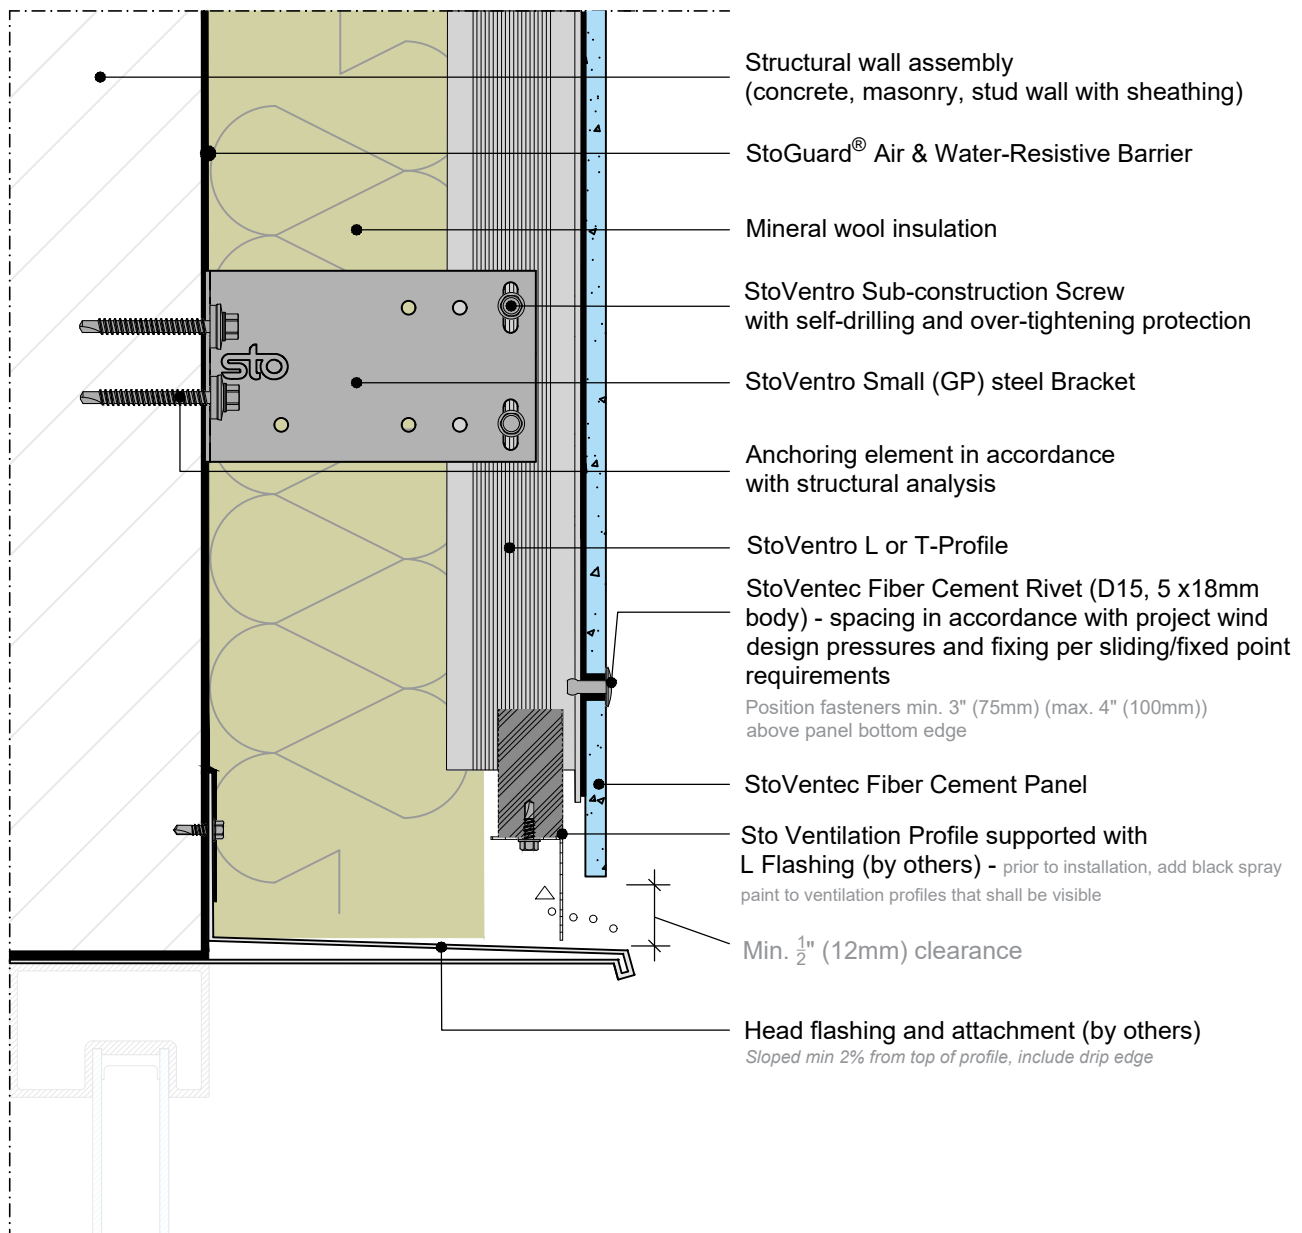 Structural wall assembly
(concrete, masonry, stud wall with sheathing)
StoGuard® Air & Water-Resistive Barrier
Mineral wool insulation
StoVentro Sub-construction Screw
with self-drilling and over-tightening protection
sto
StoVentro Small (GP) steel Bracket
Anchoring element in accordance
with structural analysis
StoVentro L or T-Profile
StoVentec Fiber Cement Rivet (D15, 5 x18mm
body) - spacing in accordance with project wind
design pressures and fixing per sliding/fixed point
requirements
Position fasteners min. 3" (75mm) (max. 4" (100mm))
above panel bottom edge
StoVentec Fiber Cement Panel
Sto Ventilation Profile supported with
L Flashing (by others) - prior to installation, add black spray
paint to ventilation profiles that shall be visible
Min. ½" (12mm) clearance
Head flashing and attachment (by others)
Sloped min 2% from top of profile, include drip edge